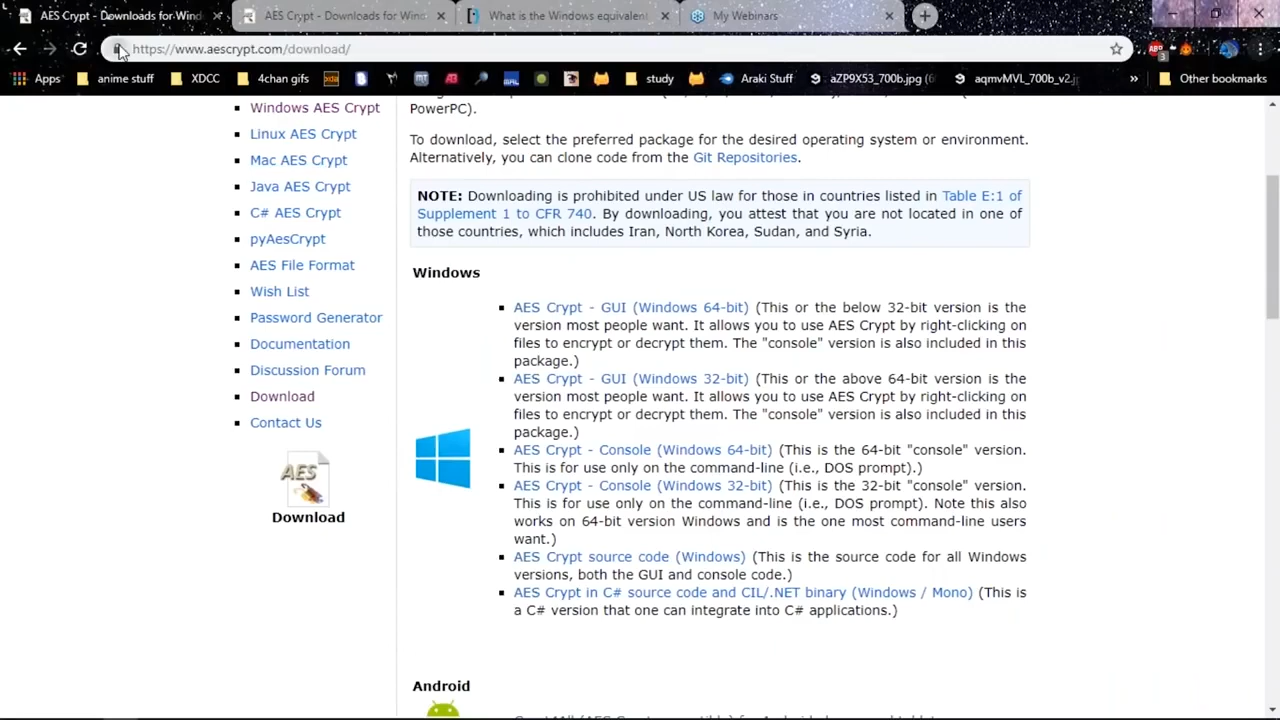 AES Crypt - Downloads for Wind
AES Crypt - Downloads for Wind
What is the Windows equivalen
My Webinars
https://www.aescrypt.com/download/
Apps
anime stuff
XDCC
4chan gifs
study
Araki Stuff
aZP9X53_700b.jpg (6
aqmvMVL_700b_v2.j
»
Other bookmarks
Windows AES Crypt
Linux AES Crypt
Mac AES Crypt
Java AES Crypt
C# AES Crypt
pyAesCrypt
AES File Format
Wish List
Password Generator
Documentation
Discussion Forum
Download
Contact Us
AES
Download
PowerPC).
To download, select the preferred package for the desired operating system or environment.
Alternatively, you can clone code from the Git Repositories.
NOTE: Downloading is prohibited under US law for those in countries listed in Table E:1 of
Supplement 1 to CFR 740. By downloading, you attest that you are not located in one of
those countries, which includes Iran, North Korea, Sudan, and Syria.
Windows
AES Crypt - GUI (Windows 64-bit) (This or the below 32-bit version is the
version most people want. It allows you to use AES Crypt by right-clicking on
files to encrypt or decrypt them. The "console" version is also included in this
package.)
AES Crypt - GUI (Windows 32-bit) (This or the above 64-bit version is the
version most people want. It allows you to use AES Crypt by right-clicking on
files to encrypt or decrypt them. The "console" version is also included in this
package.)
AES Crypt - Console (Windows 64-bit) (This is the 64-bit "console" version.
This is for use only on the command-line (i.e., DOS prompt).)
AES Crypt - Console (Windows 32-bit) (This is the 32-bit "console" version.
This is for use only on the command-line (i.e., DOS prompt). Note this also
works on 64-bit version Windows and is the one most command-line users
want.)
AES Crypt source code (Windows) (This is the source code for all Windows
versions, both the GUI and console code.)
AES Crypt in C# source code and CIL/.NET binary (Windows / Mono) (This is
a C# version that one can integrate into C# applications.)
Android